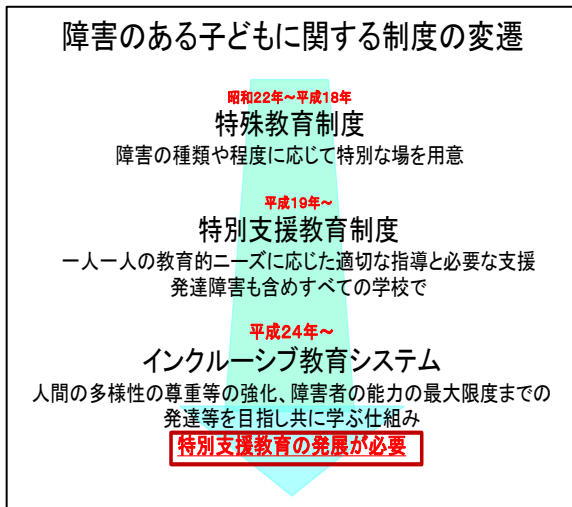 障害のある子どもに関する制度の変遷
昭和22年～平成18年
特殊教育制度
障害の種類や程度に応じて特別な場を用意
平成19年～
特別支援教育制度
一人一人の教育的ニーズに応じた適切な指導と必要な支援
発達障害も含めすべての学校で
平成24年～
インクルーシブ教育システム
人間の多様性の尊重等の強化、障害者の能力の最大限度までの
発達等を目指し共に学ぶ仕組み
特別支援教育の発展が必要